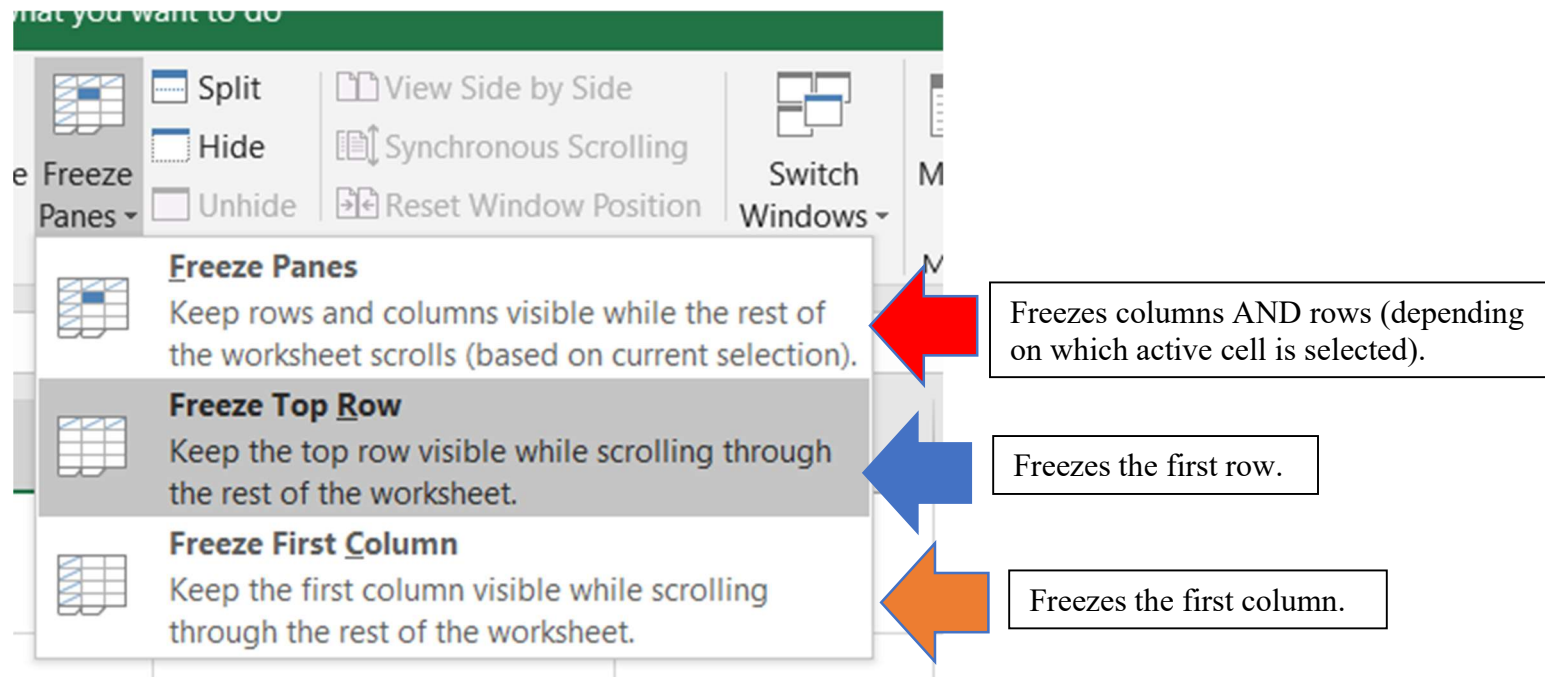 what you want to do
Split
Hide
Unhide
View Side by Side
Synchronous Scrolling
Reset Window Position
e Freeze
Panes
Switch
Windows
M
M
Freeze Panes
Keep rows and columns visible while the rest of
the worksheet scrolls (based on current selection).
Freeze Top Row
Keep the top row visible while scrolling through
the rest of the worksheet.
Freeze First Column
Keep the first column visible while scrolling
through the rest of the worksheet.
Freezes columns AND rows (depending
on which active cell is selected).
Freezes the first row.
Freezes the first column.